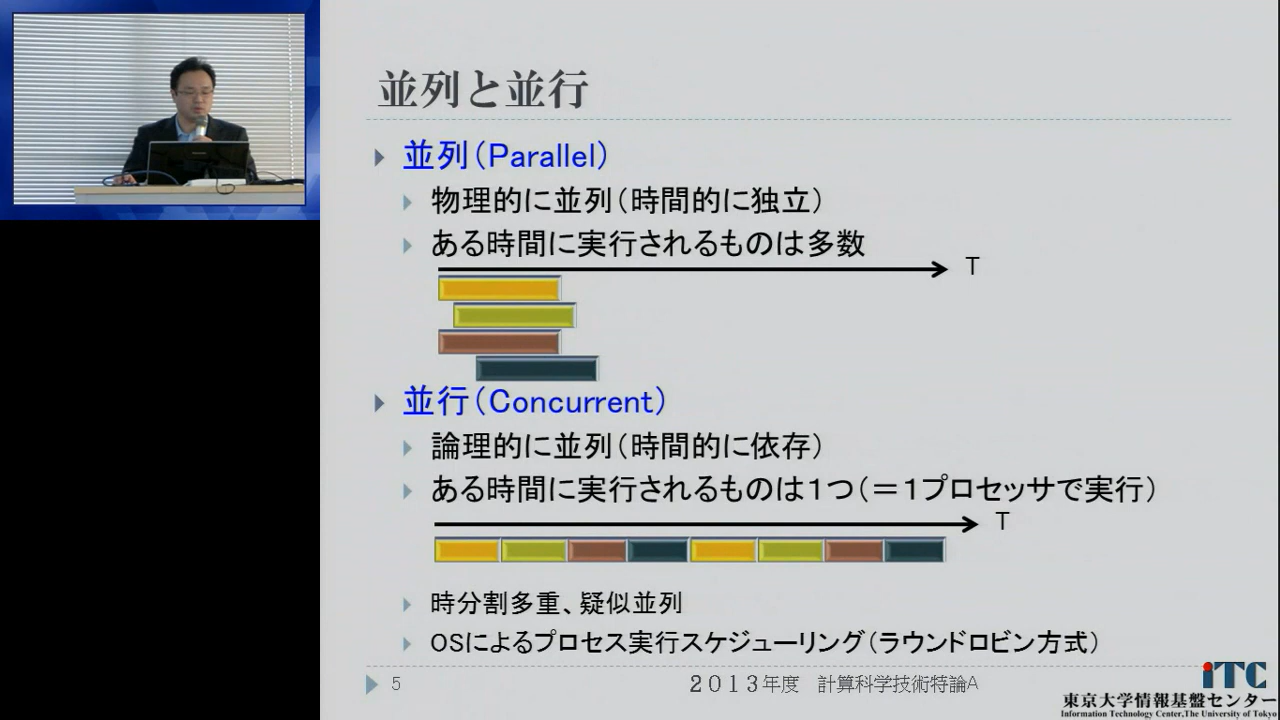 並列と並行
並列(Parallel)
物理的に並列(時間的に独立)
ある時間に実行されるものは多数
T
並行(Concurrent)
論理的に並列(時間的に依存)
ある時間に実行されるものは1つ(=1プロセッサで実行)
T
時分割多重、疑似並列
OSによるプロセス実行スケジューリング(ラウンドロビン方式)
5
2013年度 計算科学技術特論A
iTC
東京大学情報基盤センター
Information Technology Center,The University of Tokyo